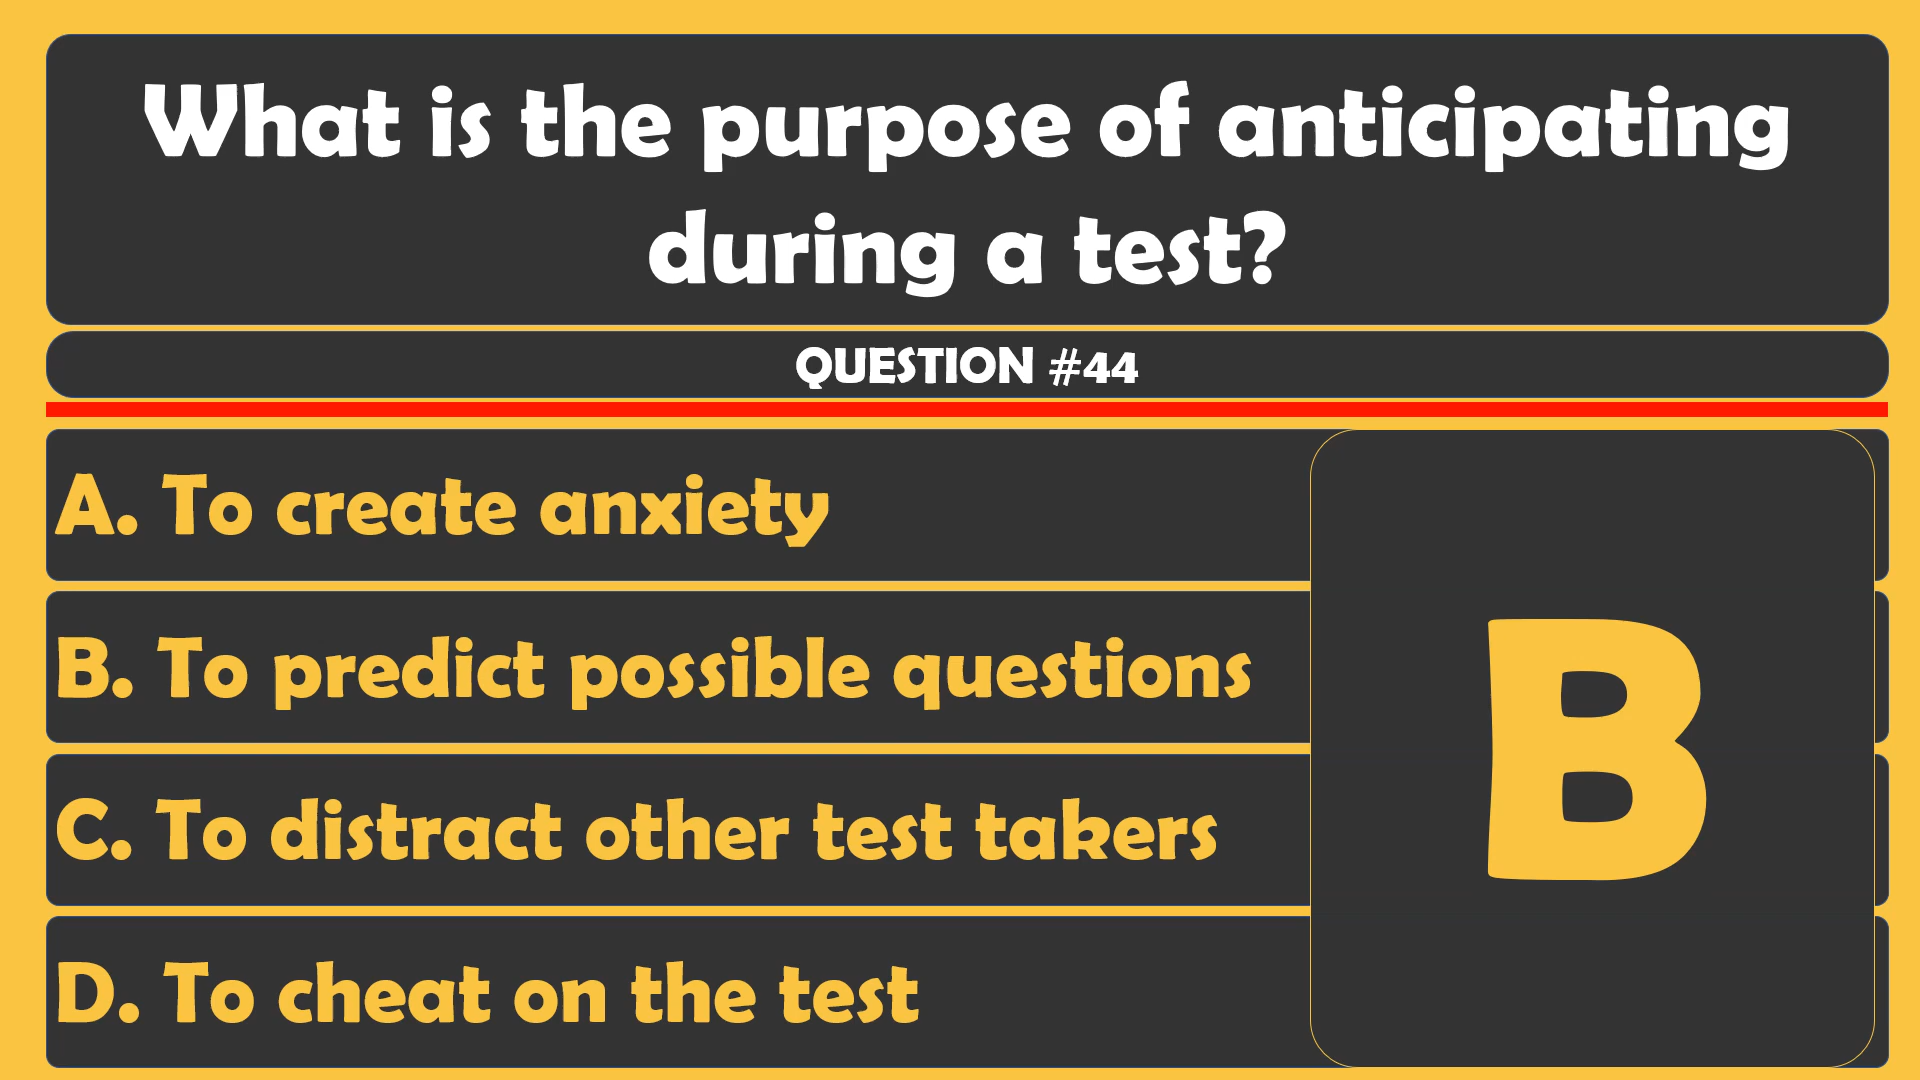 What is the purpose of anticipating
during a test?
QUESTION #44
A. To create anxiety
B. To predict possible questions
C. To distract other test takers
D. To cheat on the test
B